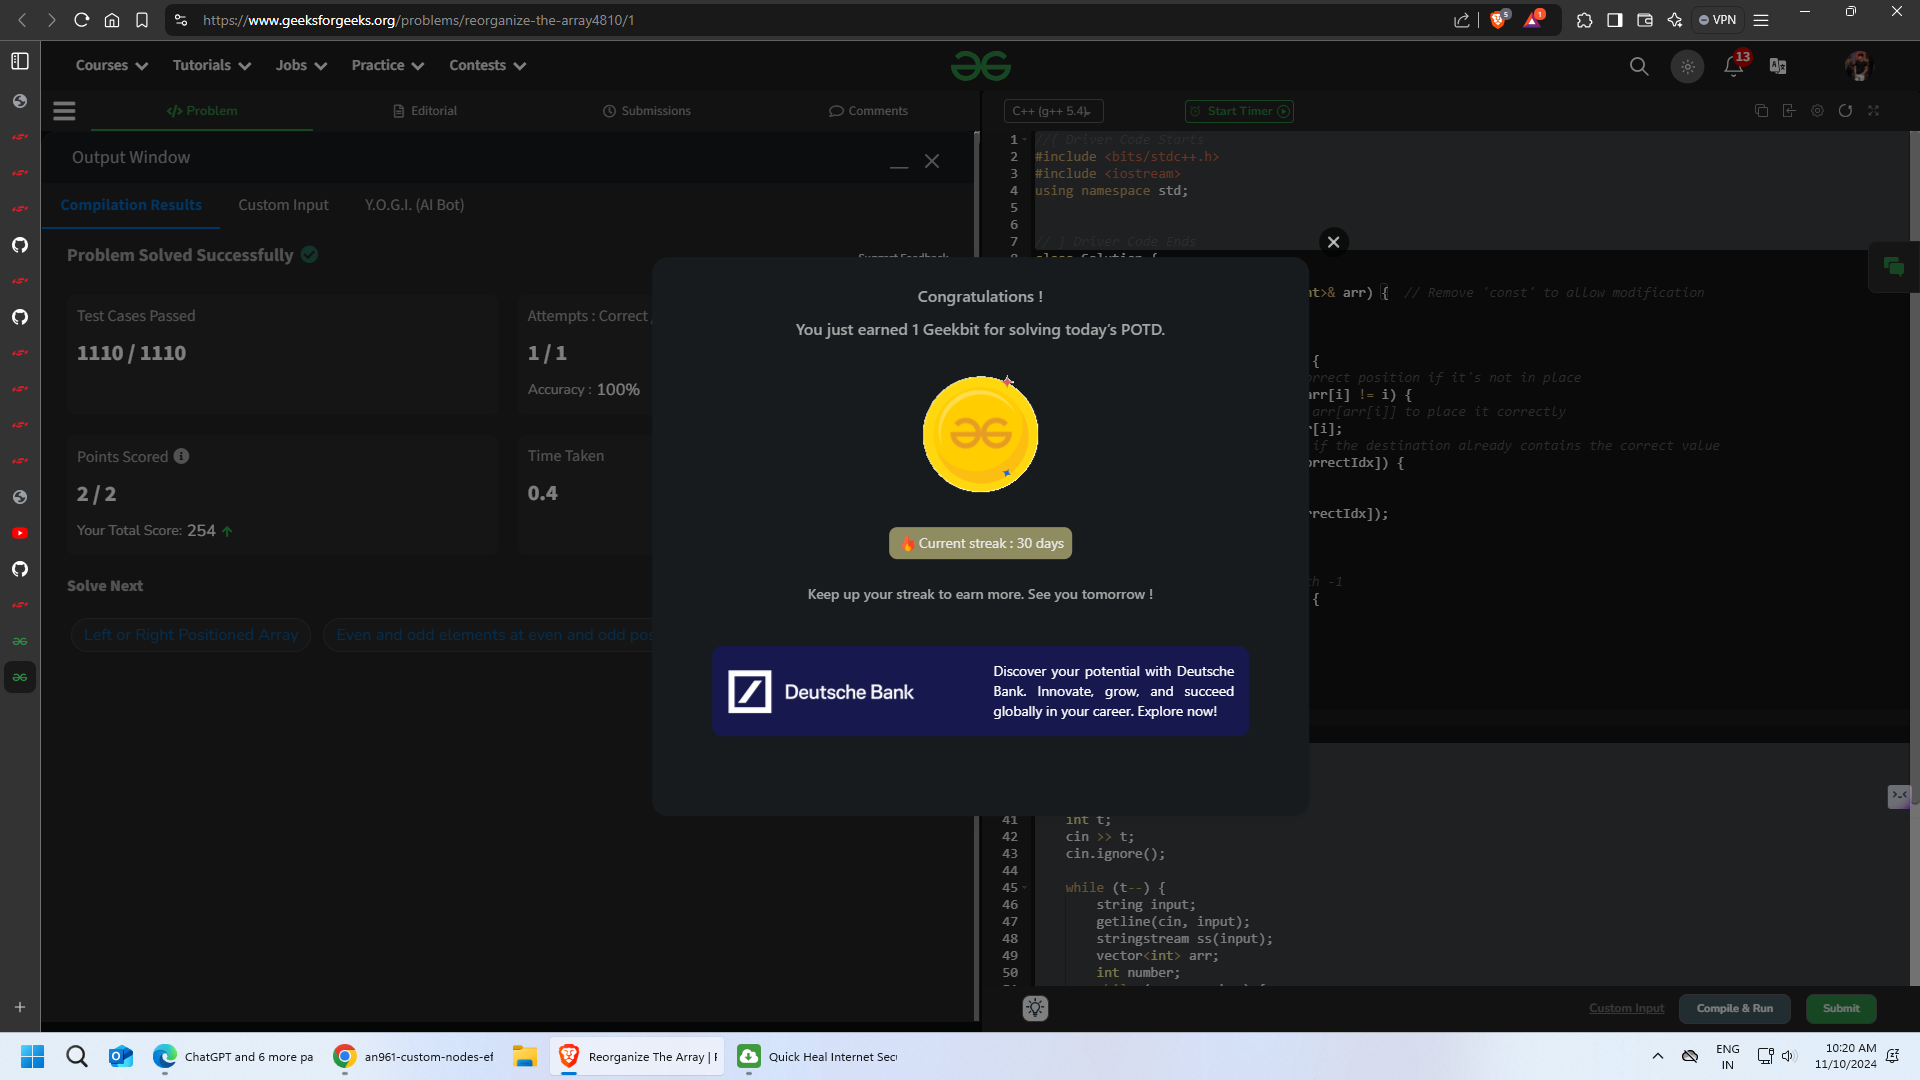 https://www.geeksforgeeks.org/problems/reorganize-the-array4810/1
5
1
VPN
Courses
Tutorials
Jobs
Practice
Contests
13
Problem
Editorial
Submissions
Comments
C++ (g++ 5.4)
Start Timer
Output Window
Compilation Results
Custom Input
Y.O.G.I. (AI Bot)
Problem Solved Successfully
Suggest Feedback
Test Cases Passed
1110 / 1110
Attempts : Correct /
1 / 1
Accuracy : 100%
Points Scored
2 / 2
Your Total Score: 254
Time Taken
0.4
Solve Next
Left or Right Positioned Array
Even and odd elements at even and odd pos
Congratulations !
You just earned 1 Geekbit for solving today's POTD.
Current streak : 30 days
Keep up your streak to earn more. See you tomorrow !
Deutsche Bank
Discover your potential with Deutsche
Bank. Innovate, grow, and succeed
globally in your career. Explore now!
1 //{ Driver Code Starts
2 #include <bits/stdc++.h>
3 #include <iostream>
4 using namespace std;
5
6
7 // } Driver Code Ends
8 class Solution {
nt>& arr) { // Remove 'const' to allow modification
{
rrect position if it's not in place
arr[i] != i) {
arr[arr[i]] to place it correctly
r[i];
if the destination already contains the correct value
orrectIdx]) {
rrectIdx]);
th -1
{
41 int t;
42 cin >> t;
43 cin.ignore();
44
45 while (t--) {
46 string input;
47 getline(cin, input);
48 stringstream ss(input);
49 vector<int> arr;
50 int number;
Custom Input
Compile & Run
Submit
ChatGPT and 6 more pa
an961-custom-nodes-ef
Reorganize The Array | P
Quick Heal Internet Secu
ENG
IN
10:20 AM
11/10/2024